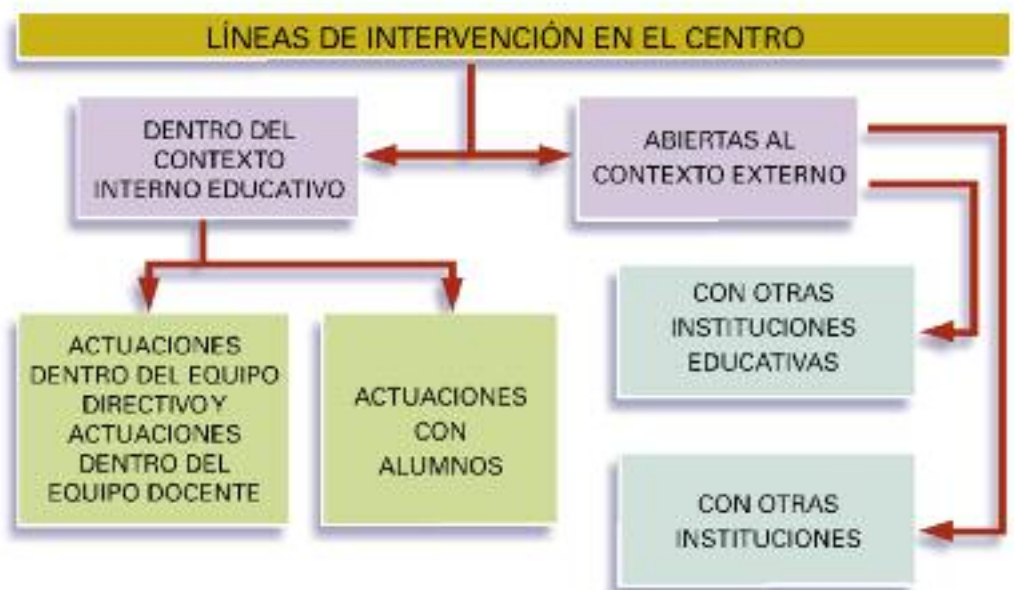 LÍNEAS DE INTERVENCIÓN EN EL CENTRO
DENTRO DEL
CONTEXTO
INTERNO EDUCATIVO
ABIERTAS AL
CONTEXTO EXTERNO
ACTUACIONES
DENTRO DEL EQUIPO
DIRECTIVO Y
ACTUACIONES
DENTRO DEL
EQUIPO DOCENTE
ACTUACIONES
CON
ALUMNOS
CON OTRAS
INSTITUCIONES
EDUCATIVAS
CON OTRAS
INSTITUCIONES